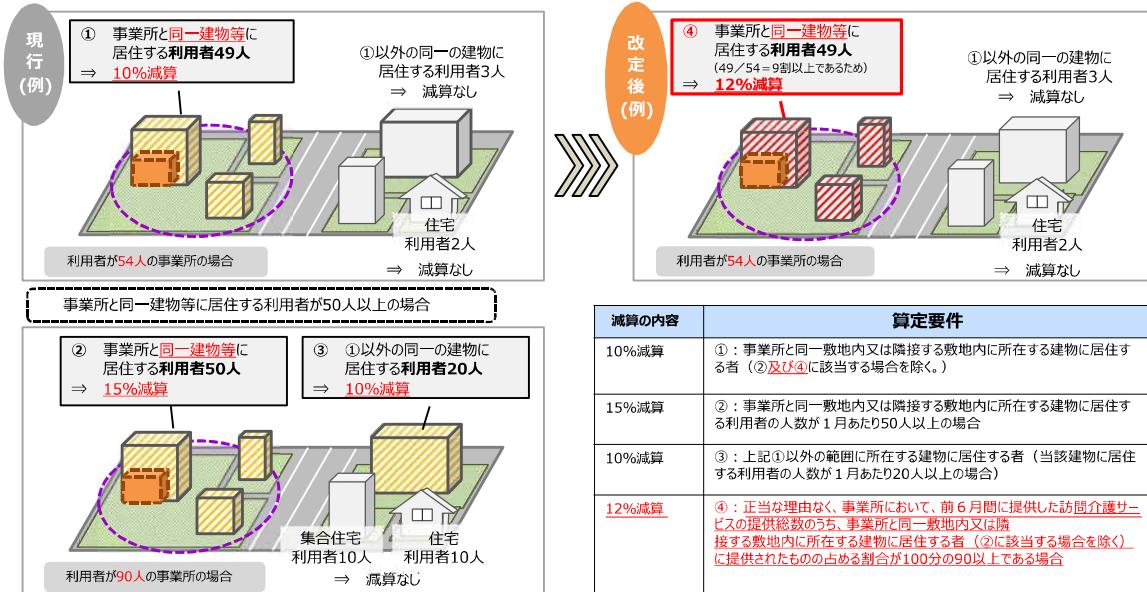 現
行
(例)
① 事業所と同一建物等に
居住する利用者49人
⇒ 10%減算
①以外の同一の建物に
居住する利用者3人
⇒ 減算なし
住宅
利用者2人
⇒ 減算なし
利用者が54人の事業所の場合
改
定
後
(例)
④ 事業所と同一建物等に
居住する利用者49人
(49/54=9割以上であるため)
⇒ 12%減算
①以外の同一の建物に
居住する利用者3人
⇒ 減算なし
住宅
利用者2人
⇒ 減算なし
利用者が54人の事業所の場合
事業所と同一建物等に居住する利用者が50人以上の場合
② 事業所と同一建物等に
居住する利用者50人
⇒ 15%減算
③ ①以外の同一の建物に
居住する利用者20人
⇒ 10%減算
集合住宅
利用者10人
住宅
利用者10人
⇒ 減算なし
利用者が90人の事業所の場合
減算の内容 算定要件
10%減算 ①:事業所と同一敷地内又は隣接する敷地内に所在する建物に居住す
る者(②及び④に該当する場合を除く。)
15%減算 ②:事業所と同一敷地内又は隣接する敷地内に所在する建物に居住す
る利用者の人数が1月あたり50人以上の場合
10%減算 ③:上記①以外の範囲に所在する建物に居住する者(当該建物に居住
する利用者の人数が1月あたり20人以上の場合)
12%減算 ④:正当な理由なく、事業所において、前6月間に提供した訪問介護サー
ビスの提供総数のうち、事業所と同一敷地内又は隣
接する敷地内に所在する建物に居住する者(②に該当する場合を除く)
に提供されたものの占める割合が100分の90以上である場合